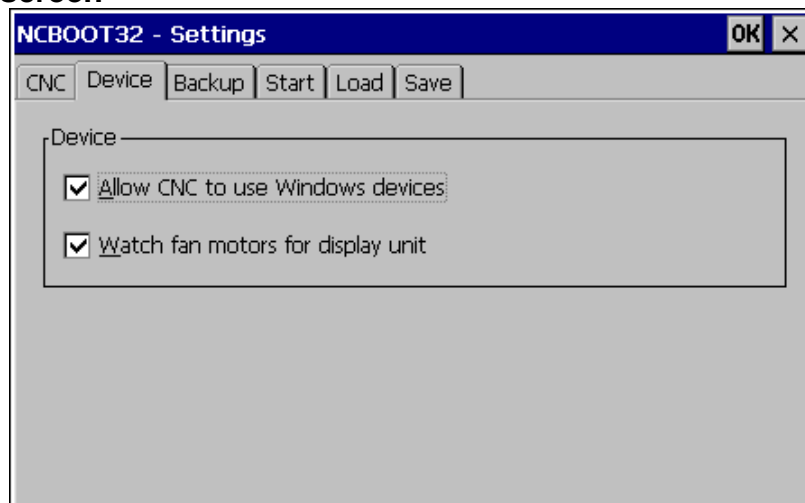 NCBOOT32 - Settings OK ×
CNC Device Backup Start Load Save
Device
Allow CNC to use Windows devices
Watch fan motors for display unit